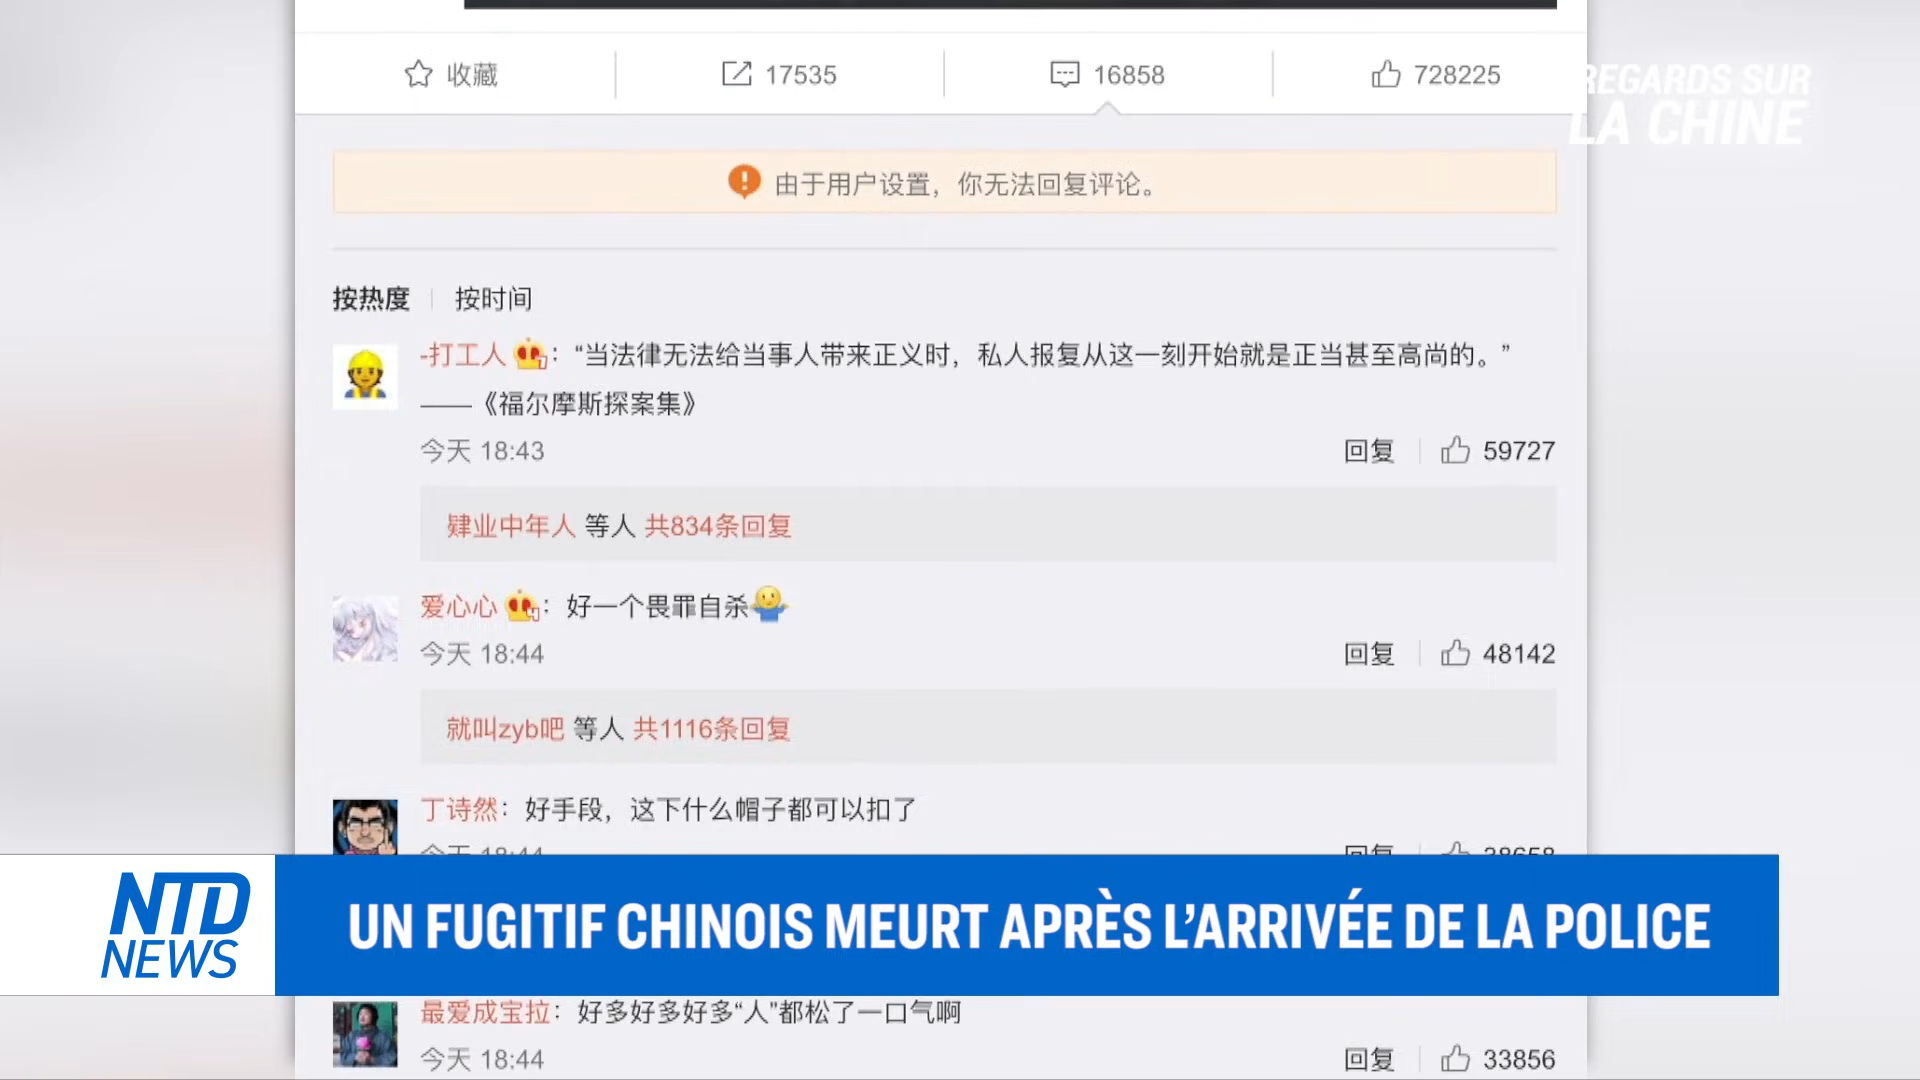 收藏
17535
16858
728225
REGARDS SUR
LA CHINE
由于用户设置，你无法回复评论。
按热度
按时间
-打工人：“当法律无法给当事人带来正义时，私人报复从这一刻开始就是正当甚至高尚的。”
——《福尔摩斯探案集》
今天 18:43
回复
59727
肄业中年人 等人 共834条回复
爱心心：好一个畏罪自杀
今天 18:44
回复
48142
就叫zyb吧 等人 共1116条回复
丁诗然：好手段，这下什么帽子都可以扣了
今天 18:44
回复
38658
NTD
NEWS
UN FUGITIF CHINOIS MEURT APRÈS L’ARRIVÉE DE LA POLICE
最爱成宝拉：好多好多好多“人”都松了一口气啊
今天 18:44
回复
33856